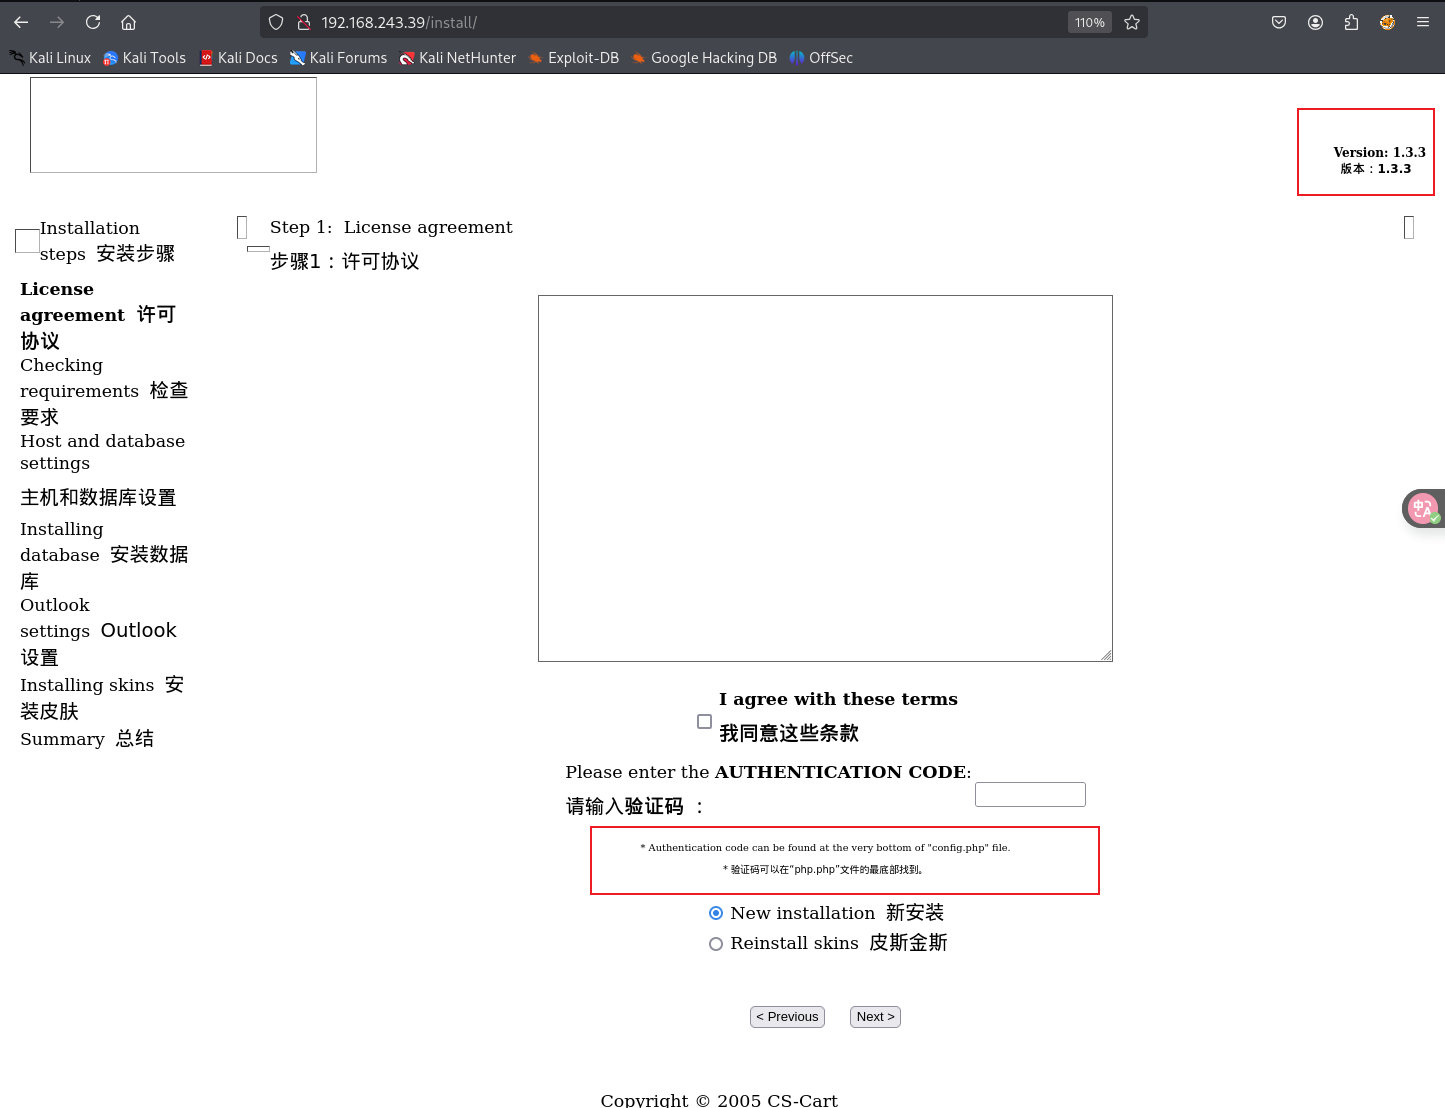 192.168.243.39/install/
110%
Kali Linux Kali Tools Kali Docs Kali Forums Kali NetHunter Exploit-DB Google Hacking DB OffSec
Version: 1.3.3
版本：1.3.3
Installation
steps 安装步骤
License
agreement 许可
协议
Checking
requirements 检查
要求
Host and database
settings
主机和数据库设置
Installing
database 安装数据
库
Outlook
settings Outlook
设置
Installing skins 安
装皮肤
Summary 总结
Step 1: License agreement
步骤1：许可协议
I agree with these terms
我同意这些条款
Please enter the AUTHENTICATION CODE:
请输入验证码 ：
* Authentication code can be found at the very bottom of "config.php" file.
* 验证码可以在“php.php”文件的最底部找到。
New installation 新安装
Reinstall skins 皮斯金斯
< Previous Next >
Copyright © 2005 CS-Cart